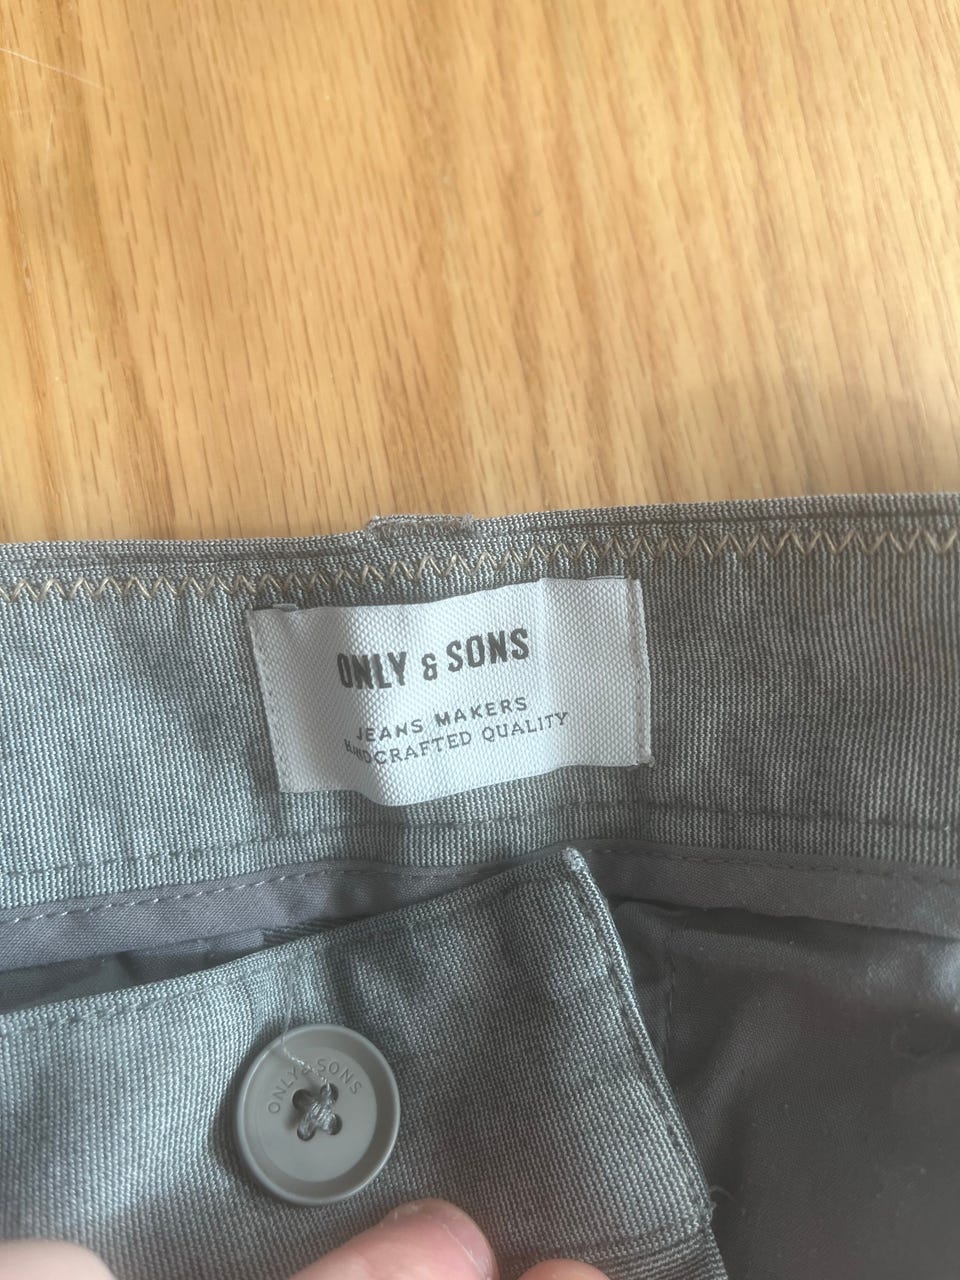 ONLY & SONS
JEANS MAKERS
HANDCRAFTED QUALITY
ONLY & SONS